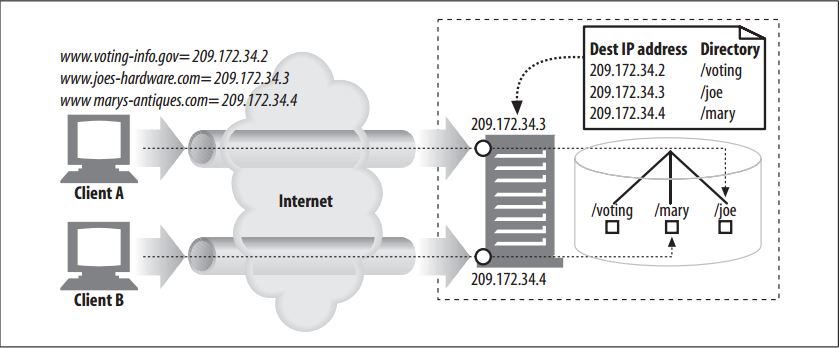 www.voting-info.gov= 209.172.34.2
www.joes-hardware.com= 209.172.34.3
www marys-antiques.com= 209.172.34.4
Client A
Client B
Internet
209.172.34.3
209.172.34.4
Dest IP address Directory
209.172.34.2 /voting
209.172.34.3 /joe
209.172.34.4 /mary
/voting /mary /joe